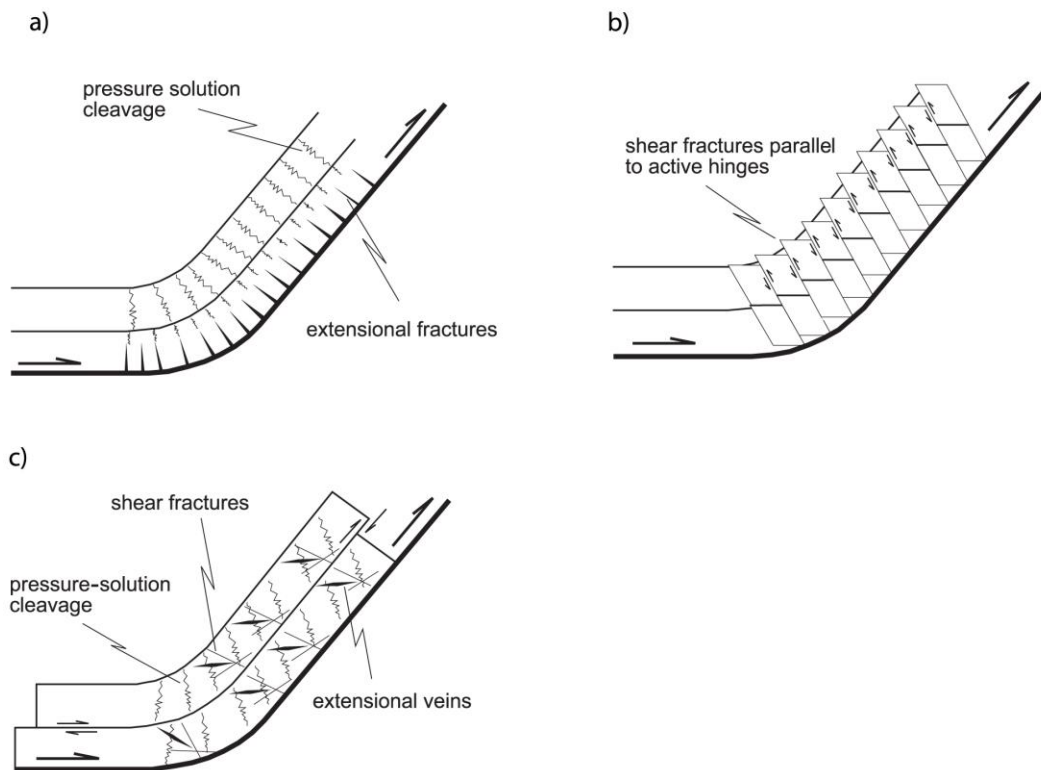 a)
pressure solution
cleavage
extensional fractures
b)
shear fractures parallel
to active hinges
c)
shear fractures
pressure-solution
cleavage
extensional veins